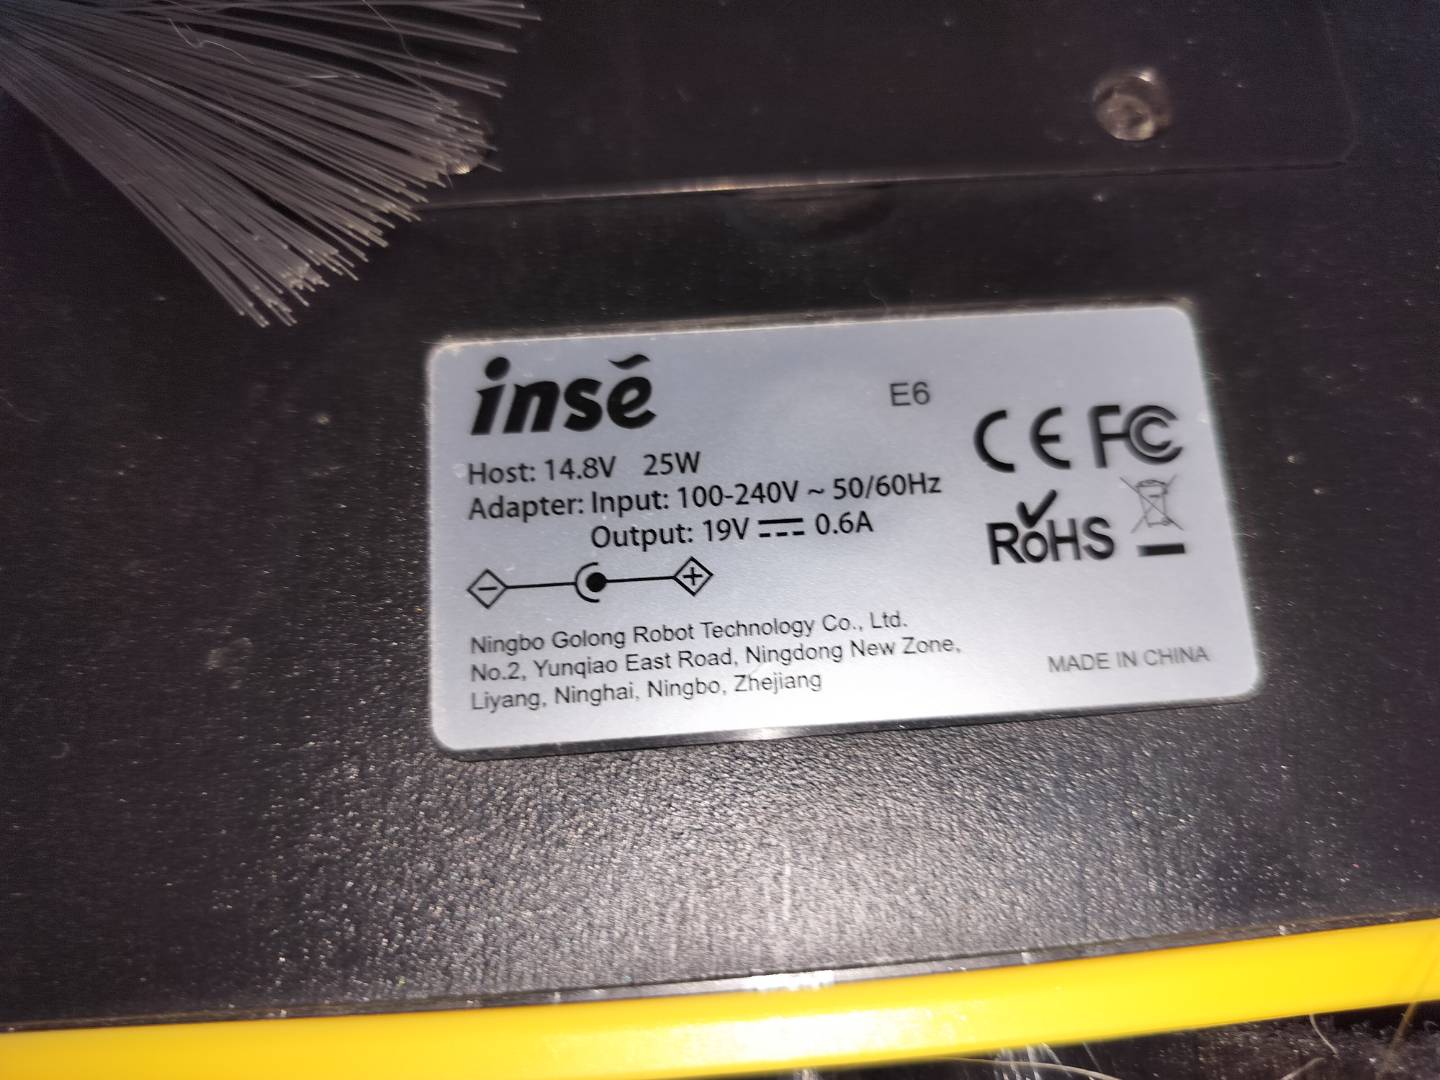 insē
E6
Host: 14.8V 25W
Adapter: Input: 100-240V ~ 50/60Hz
Output: 19V ⎓ 0.6A
CE FC
RoHS
Ningbo Golong Robot Technology Co., Ltd.
No.2, Yunqiao East Road, Ningdong New Zone,
Liyang, Ninghai, Ningbo, Zhejiang
MADE IN CHINA